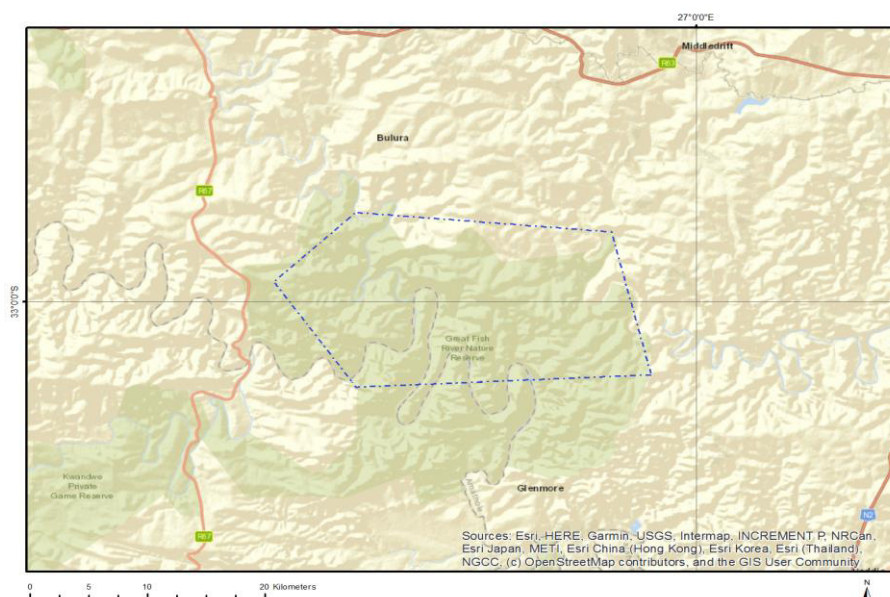 27°0'0"E
Middledrift
R63
Bulura
R67
33°0'0"S
Great Fish
River Nature
Reserve
Kwandwe
Private
Game Reserve
Glenmore
N2
R67
Sources: Esri, HERE, Garmin, USGS, Intermap, INCREMENT P, NRCan,
Esri Japan, METI, Esri China (Hong Kong), Esri Korea, Esri (Thailand),
NGCC, (c) OpenStreetMap contributors, and the GIS User Community
0 5 10 20 Kilometers
N